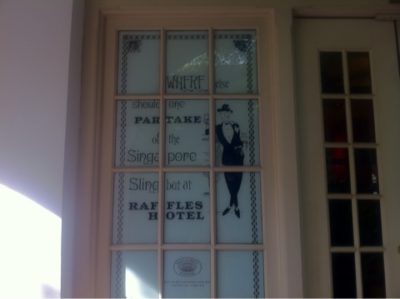 WHERE else
should one
PARTAKE
of the
Singapore
Sling but at
RAFFLES
HOTEL